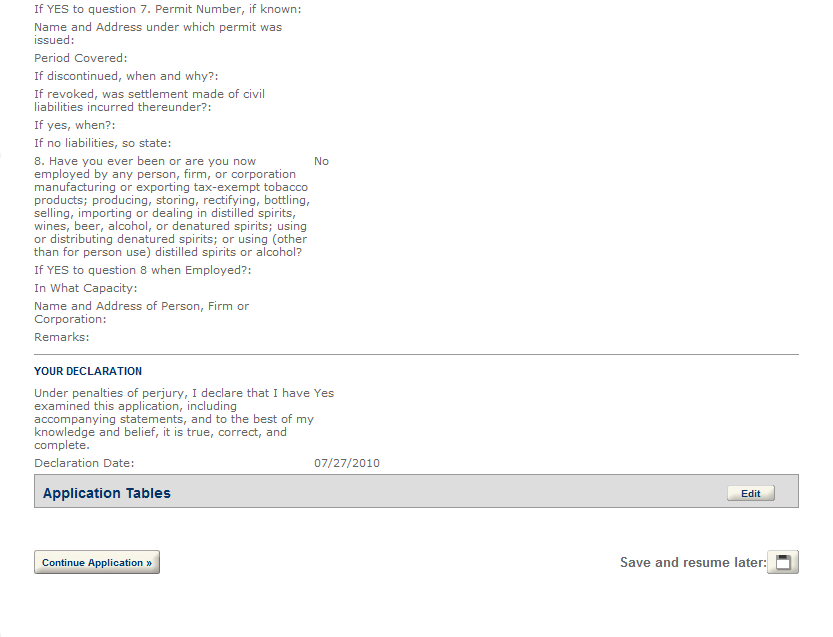 If YES to question 7. Permit Number, if known:
Name and Address under which permit was
issued:
Period Covered:
If discontinued, when and why?:
If revoked, was settlement made of civil
liabilities incurred thereunder?:
If yes, when?:
If no liabilities, so state:
8. Have you ever been or are you now No
employed by any person, firm, or corporation
manufacturing or exporting tax-exempt tobacco
products; producing, storing, rectifying, bottling,
selling, importing or dealing in distilled spirits,
wines, beer, alcohol, or denatured spirits; using
or distributing denatured spirits; or using (other
than for person use) distilled spirits or alcohol?
If YES to question 8 when Employed?:
In What Capacity:
Name and Address of Person, Firm or
Corporation:
Remarks:
YOUR DECLARATION
Under penalties of perjury, I declare that I have Yes
examined this application, including
accompanying statements, and to the best of my
knowledge and belief, it is true, correct, and
complete.
Declaration Date: 07/27/2010
Application Tables Edit
Continue Application » Save and resume later: